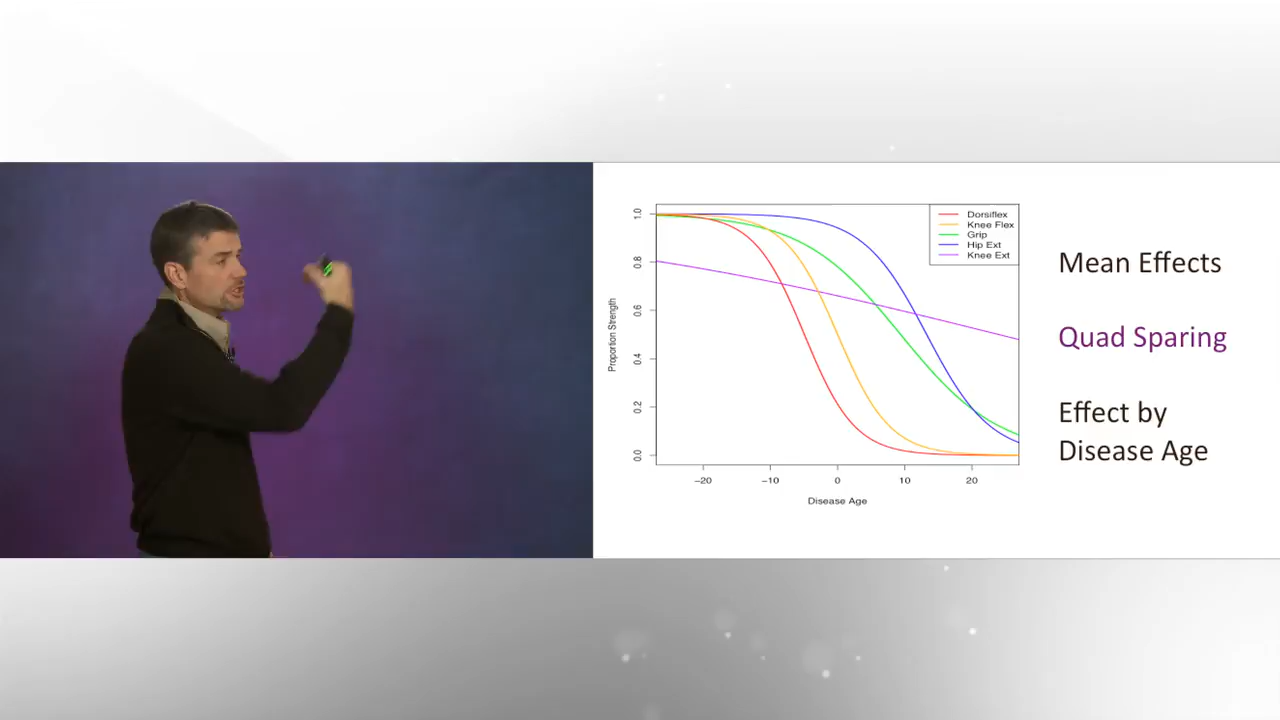 Dorsiflex
Knee Flex
Grip
Hip Ext
Knee Ext
Proportion Strength
1.0
0.8
0.6
0.4
0.2
0.0
−20
−10
0
10
20
Disease Age
Mean Effects
Quad Sparing
Effect by
Disease Age